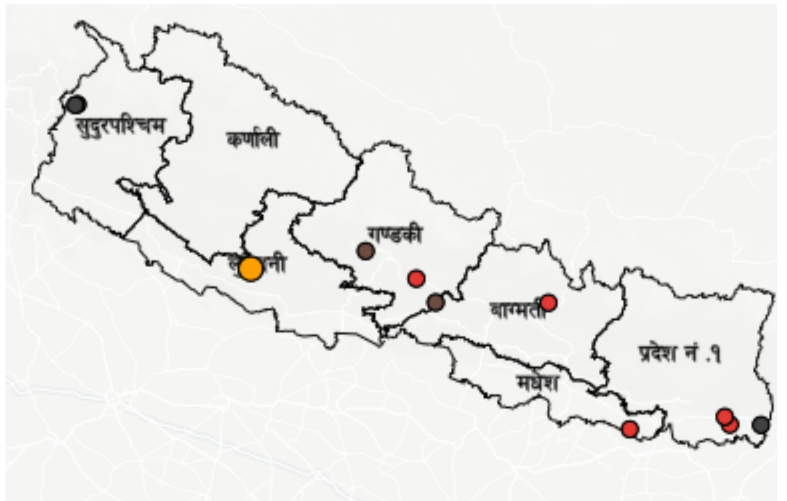 सुदुरपश्चिम
कर्णाली
गण्डकी
बाग्मती
प्रदेश नं .१
मधेश